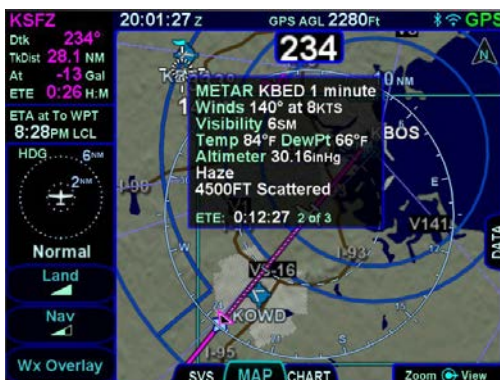 KSFZ
20:01:27 Z
GPS AGL 2280Ft
GPS
Dtk 234°
TkDist 28.1 NM
At -13 Gal
ETE 0:26 H:M
ETA at To WPT
8:28PM LCL
HDG
6NM
2NM
Normal
Land
Nav
Wx Overlay
234
N
METAR KBED 1 minute
Winds 140° at 8KTS
Visibility 6SM
Temp 84°F DewPt 66°F
Altimeter 30.16inHg
Haze
4500FT Scattered
ETE: 0:12:27 2 of 3
KBOS
E
V141
DATA
I-90
W
I-93
VS-16
KOWD
S
I-95
SVS
MAP
CHART
Zoom View